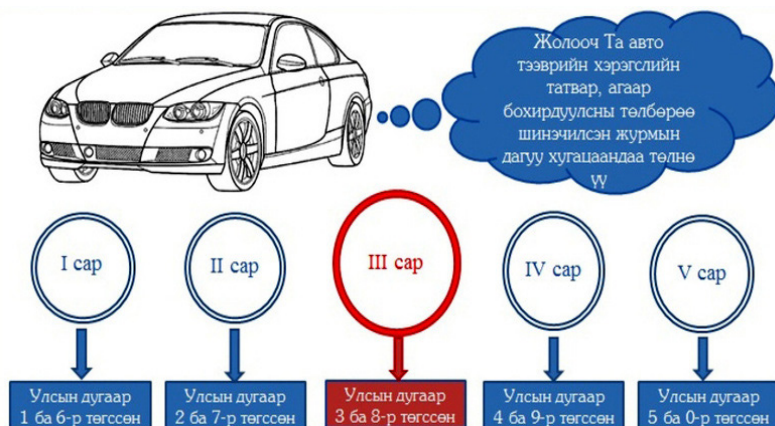 Жолооч Та авто
тээврийн хэрэгслийн
татвар, агаар
бохирдуулсны төлбөрөө
шинэчилсэн журмын
дагуу хугацаандаа төлнө
үү
I сар
II сар
III сар
IV сар
V сар
Улсын дугаар
1 ба 6-р төгссөн
Улсын дугаар
2 ба 7-р төгссөн
Улсын дугаар
3 ба 8-р төгссөн
Улсын дугаар
4 ба 9-р төгссөн
Улсын дугаар
5 ба 0-р төгссөн